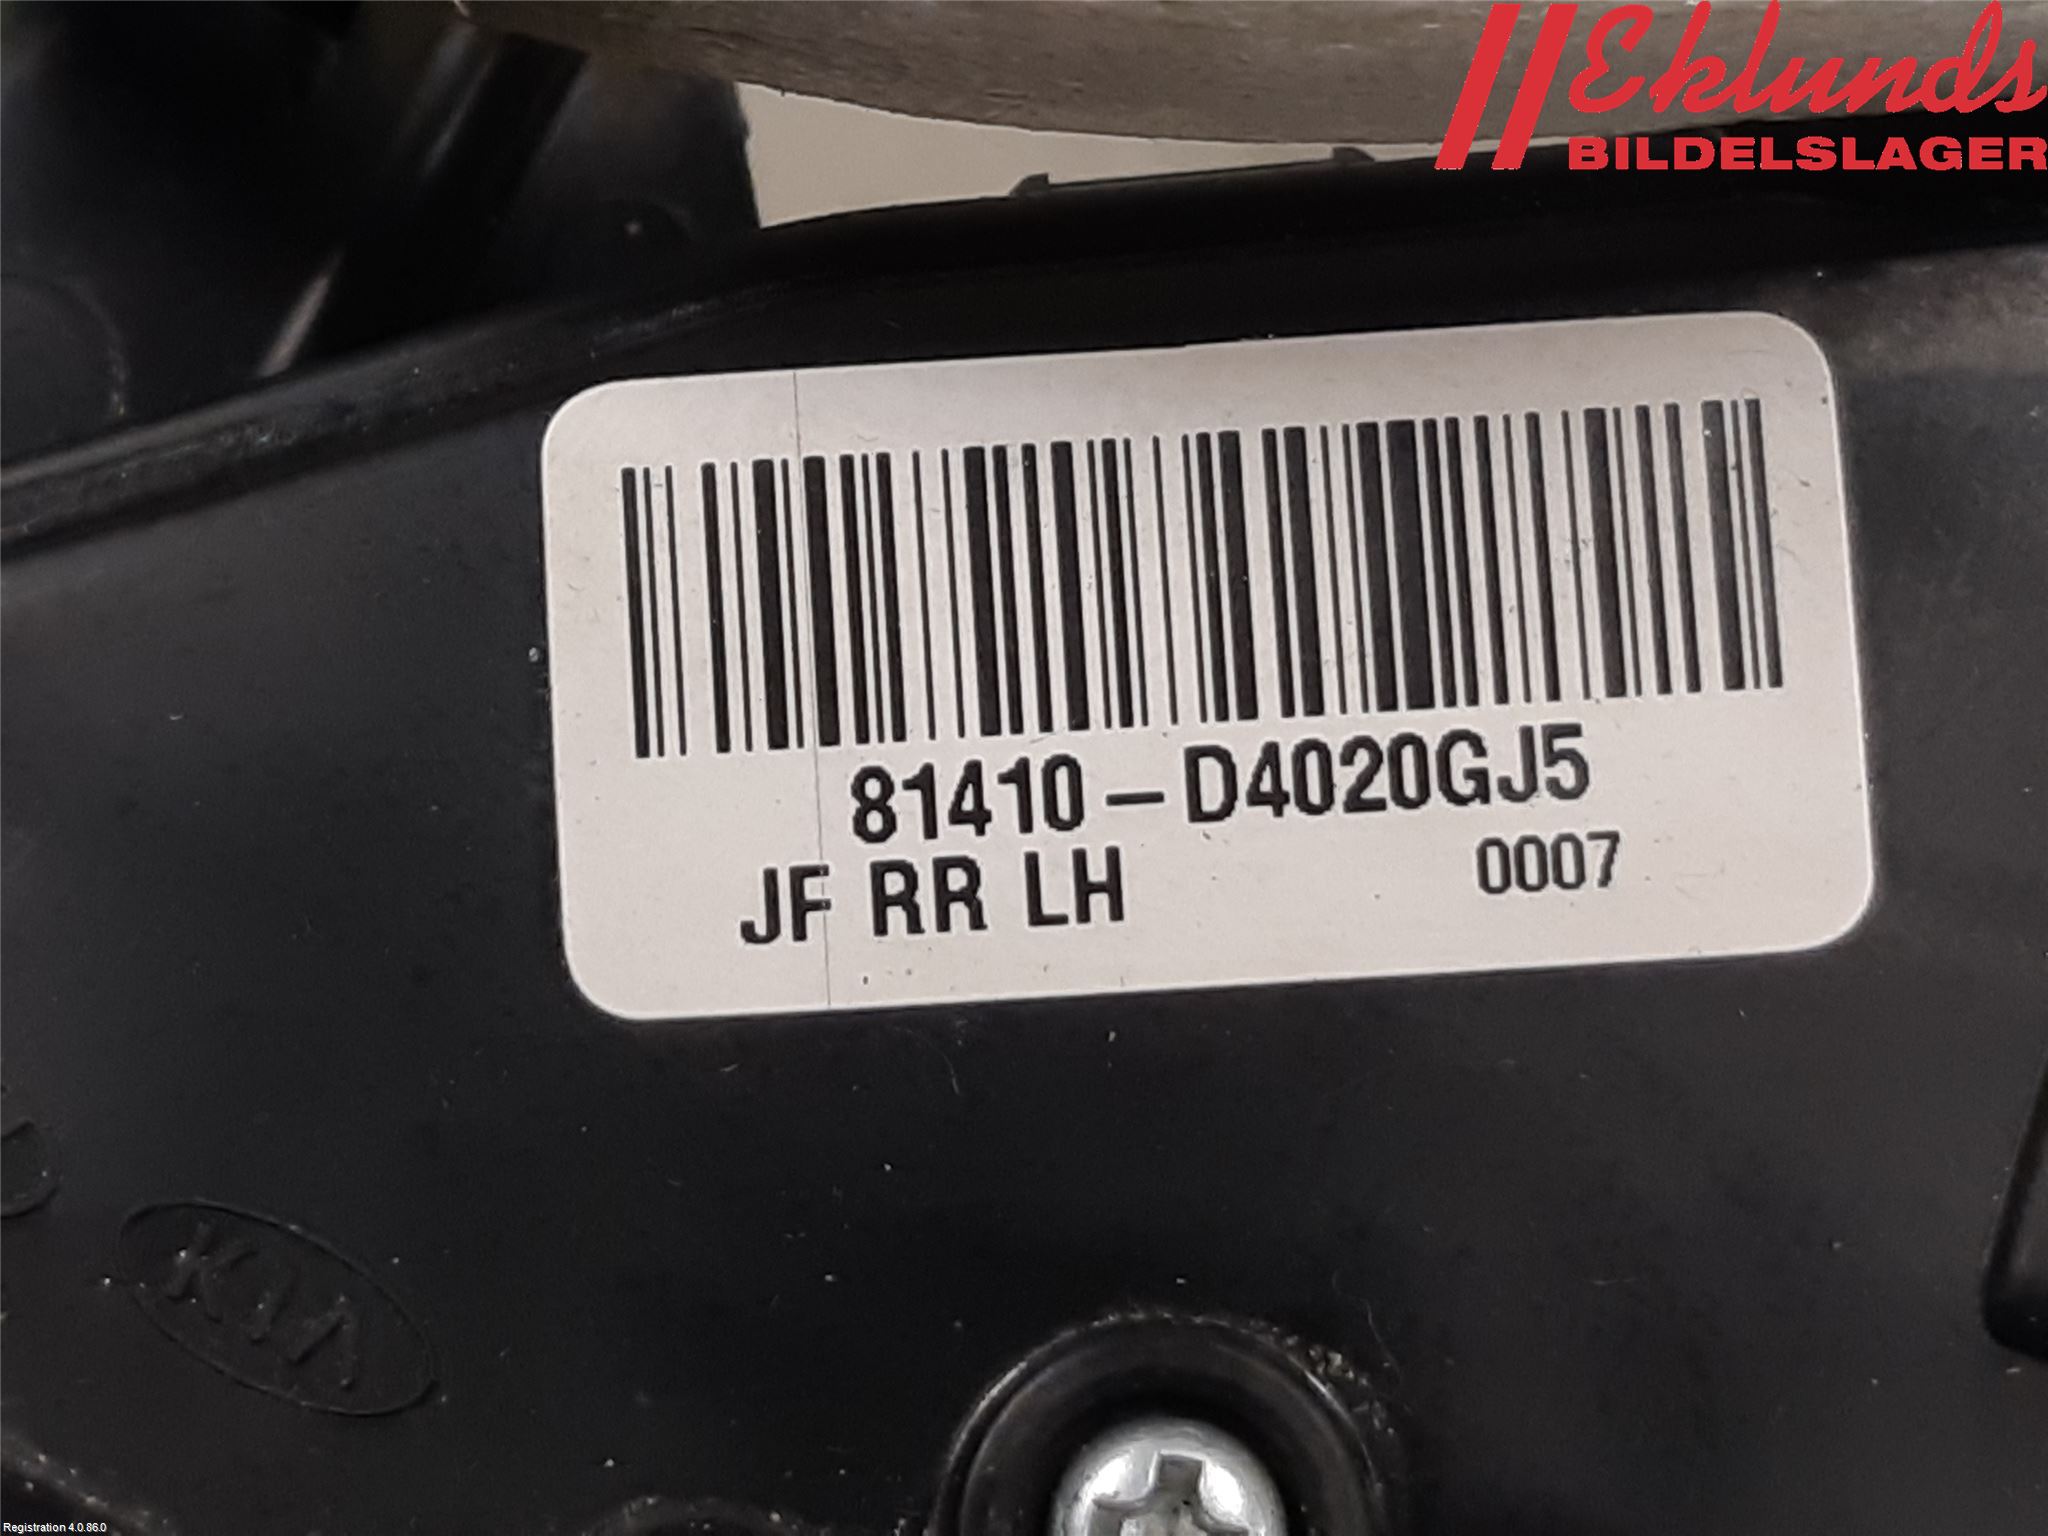 Eklunds
BILDELSLAGER
81410-D4020GJ5
JF RR LH 0007
KIA
Registration 4.0.86.0